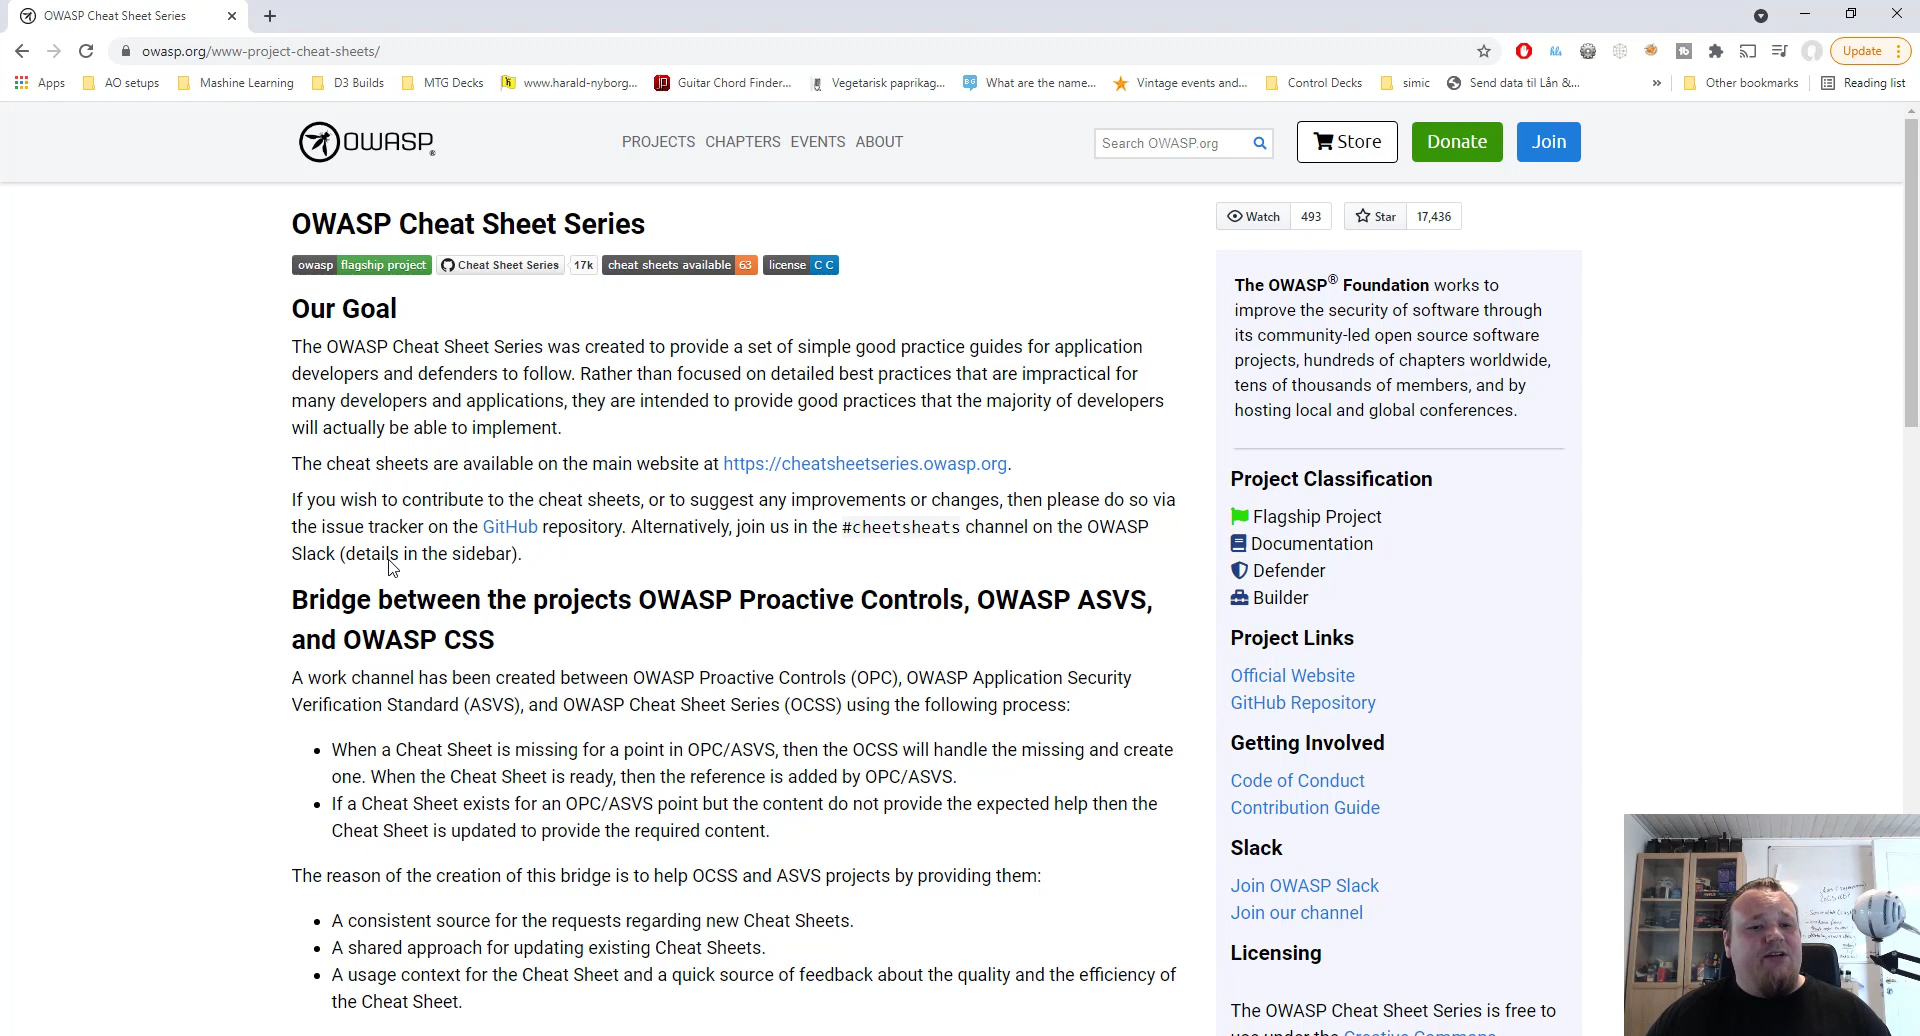 OWASP Cheat Sheet Series
owasp.org/www-project-cheat-sheets/
Update
Apps AO setups Mashine Learning D3 Builds MTG Decks www.harald-nyborg... Guitar Chord Finder... Vegetarisk paprikag... What are the name... Vintage events and... Control Decks simic Send data til Lån &... » Other bookmarks Reading list
OWASP® PROJECTS CHAPTERS EVENTS ABOUT Search OWASP.org Store Donate Join
OWASP Cheat Sheet Series
owasp flagship project Cheat Sheet Series 17k cheat sheets available 63 license CC
Our Goal
The OWASP Cheat Sheet Series was created to provide a set of simple good practice guides for application
developers and defenders to follow. Rather than focused on detailed best practices that are impractical for
many developers and applications, they are intended to provide good practices that the majority of developers
will actually be able to implement.
The cheat sheets are available on the main website at https://cheatsheetseries.owasp.org.
If you wish to contribute to the cheat sheets, or to suggest any improvements or changes, then please do so via
the issue tracker on the GitHub repository. Alternatively, join us in the #cheetsheats channel on the OWASP
Slack (details in the sidebar).
Bridge between the projects OWASP Proactive Controls, OWASP ASVS,
and OWASP CSS
A work channel has been created between OWASP Proactive Controls (OPC), OWASP Application Security
Verification Standard (ASVS), and OWASP Cheat Sheet Series (OCSS) using the following process:
• When a Cheat Sheet is missing for a point in OPC/ASVS, then the OCSS will handle the missing and create
one. When the Cheat Sheet is ready, then the reference is added by OPC/ASVS.
• If a Cheat Sheet exists for an OPC/ASVS point but the content do not provide the expected help then the
Cheat Sheet is updated to provide the required content.
The reason of the creation of this bridge is to help OCSS and ASVS projects by providing them:
• A consistent source for the requests regarding new Cheat Sheets.
• A shared approach for updating existing Cheat Sheets.
• A usage context for the Cheat Sheet and a quick source of feedback about the quality and the efficiency of
the Cheat Sheet.
Watch 493 Star 17,436
The OWASP® Foundation works to
improve the security of software through
its community-led open source software
projects, hundreds of chapters worldwide,
tens of thousands of members, and by
hosting local and global conferences.
Project Classification
Flagship Project
Documentation
Defender
Builder
Project Links
Official Website
GitHub Repository
Getting Involved
Code of Conduct
Contribution Guide
Slack
Join OWASP Slack
Join our channel
Licensing
The OWASP Cheat Sheet Series is free to
use under the Creative Commons